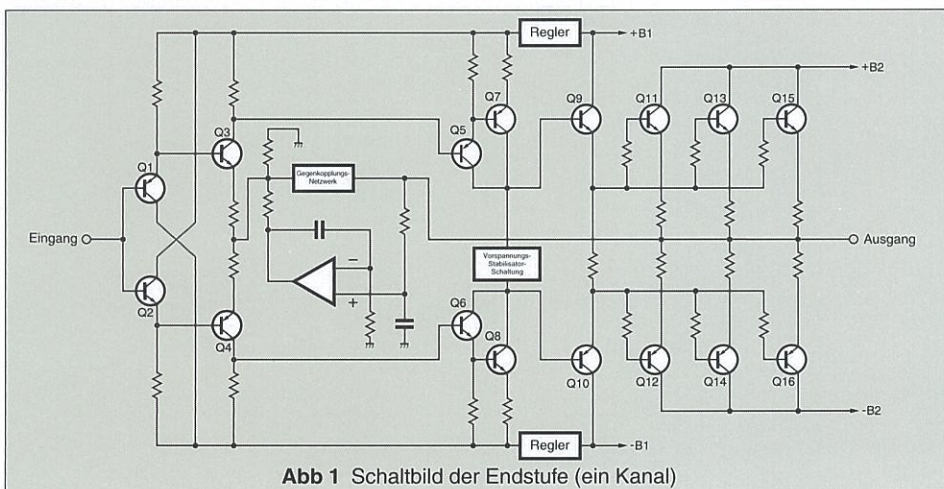 Regler
+B1
+B2
Q7
Q9
Q11
Q13
Q15
Q3
Q5
Q1
Gegenkopplungs-
Netzwerk
Eingang
Ausgang
Vorspannungs-
Stabilisator-
Schaltung
−
+
Q2
Q4
Q6
Q8
Q10
Q12
Q14
Q16
-B2
Regler
-B1
Abb 1 Schaltbild der Endstufe (ein Kanal)